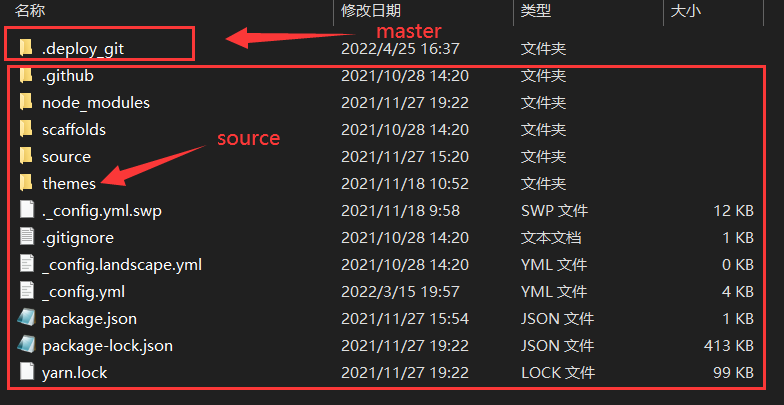 名称 修改日期 类型 大小
master
.deploy_git 2022/4/25 16:37 文件夹
.github 2021/10/28 14:20 文件夹
node_modules 2021/11/27 19:22 文件夹
scaffolds 2021/10/28 14:20 文件夹
source
source 2021/11/27 15:20 文件夹
themes 2021/11/18 10:52 文件夹
._config.yml.swp 2021/11/18 9:58 SWP 文件 12 KB
.gitignore 2021/10/28 14:20 文本文档 1 KB
_config.landscape.yml 2021/10/28 14:20 YML 文件 0 KB
_config.yml 2022/3/15 19:57 YML 文件 4 KB
package.json 2021/11/27 15:54 JSON 文件 1 KB
package-lock.json 2021/11/27 19:22 JSON 文件 413 KB
yarn.lock 2021/11/27 19:22 LOCK 文件 99 KB